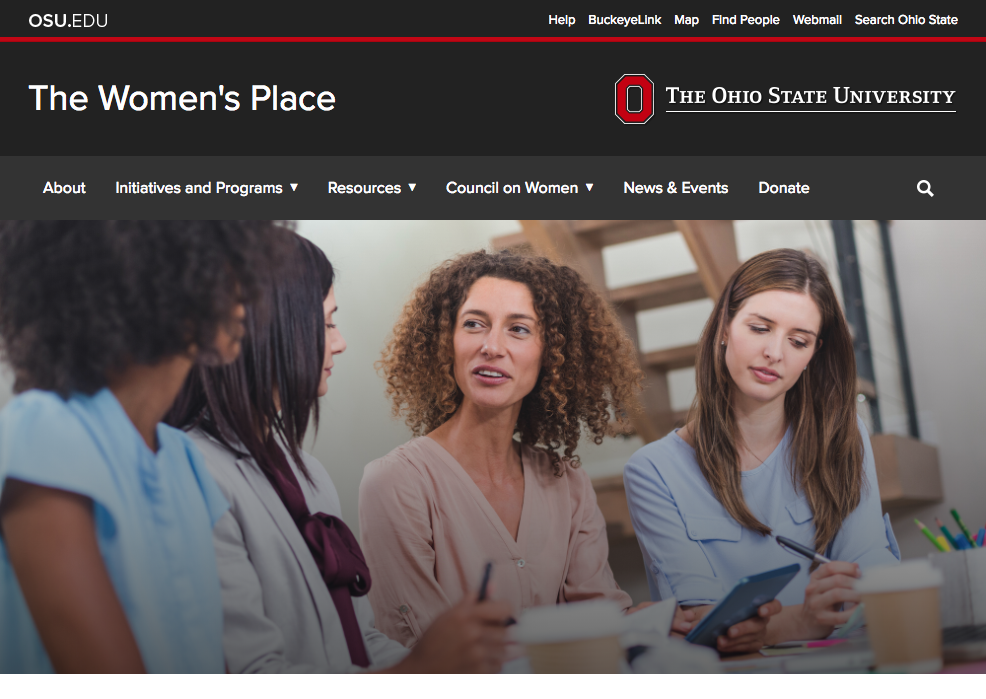 OSU.EDU
Help BuckeyeLink Map Find People Webmail Search Ohio State
The Women's Place
THE OHIO STATE UNIVERSITY
About Initiatives and Programs ▼ Resources ▼ Council on Women ▼ News & Events Donate